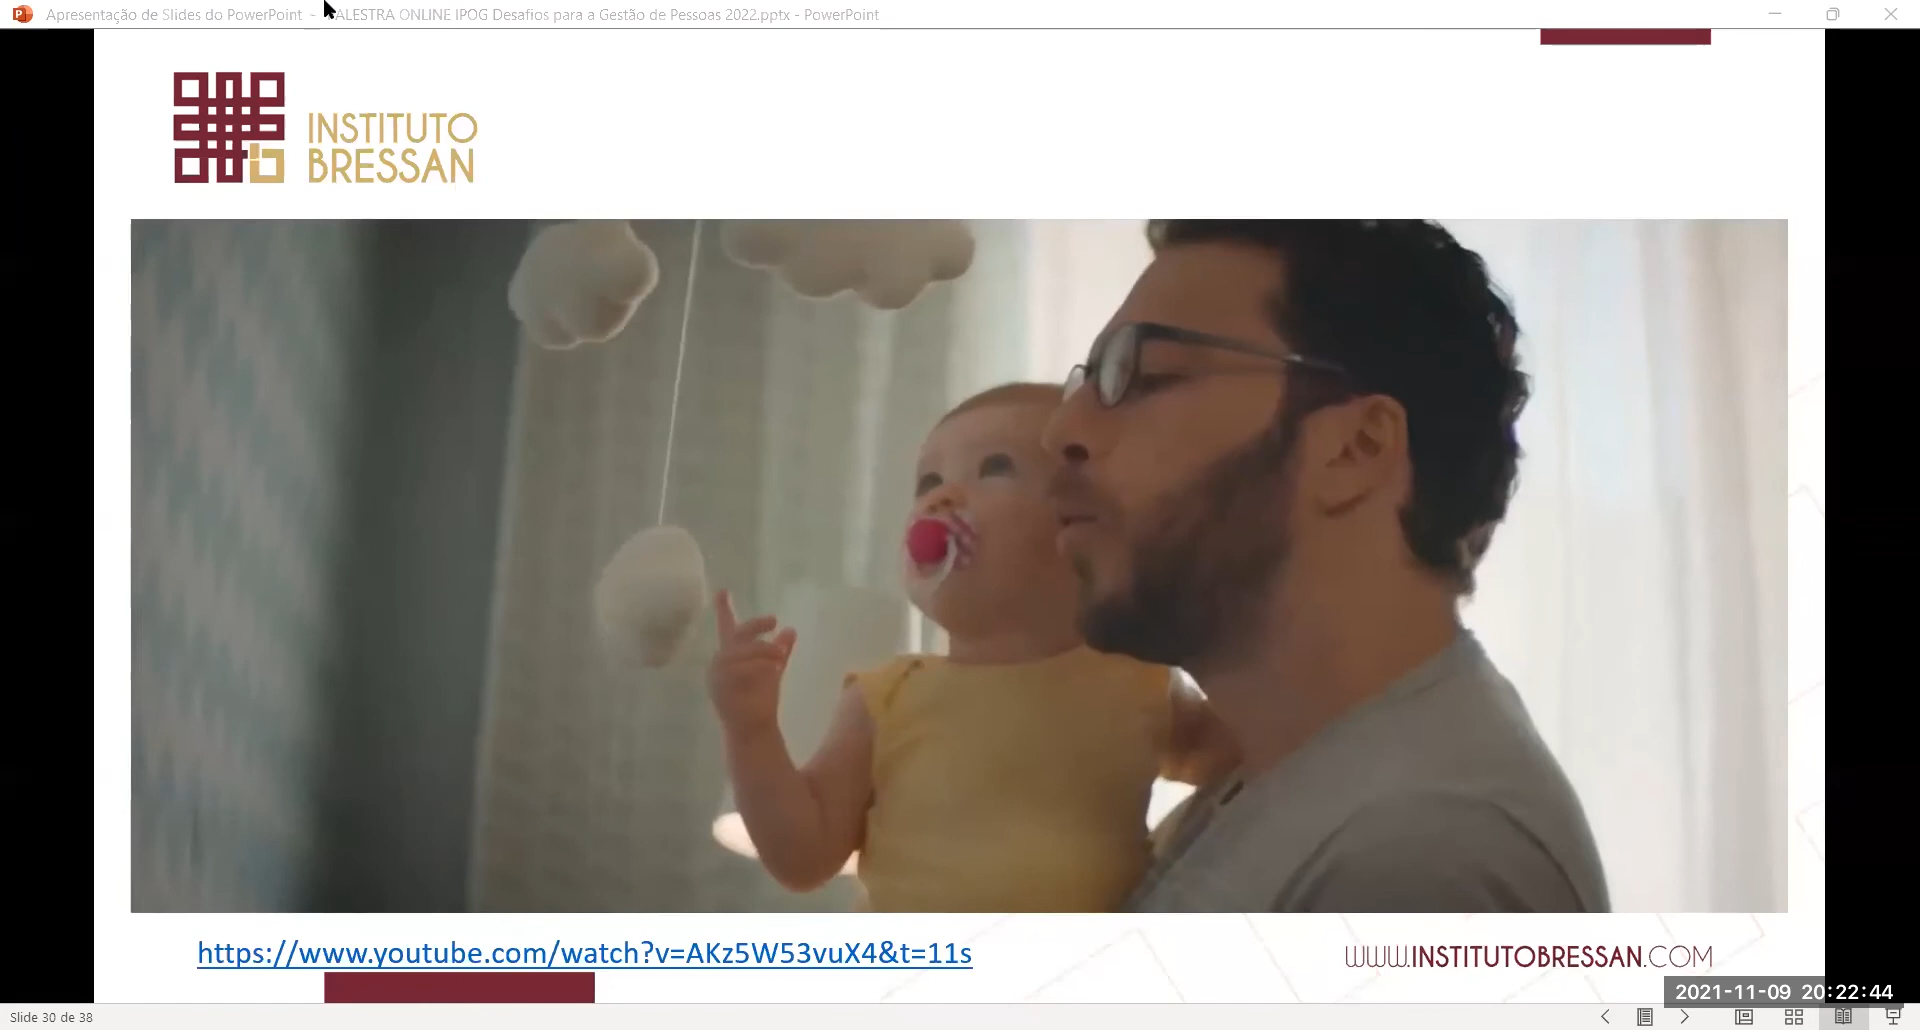 Apresentação de Slides do PowerPoint - ALESTRA ONLINE IPOG Desafios para a Gestão de Pessoas 2022.pptx - PowerPoint
INSTITUTO
BRESSAN
https://www.youtube.com/watch?v=AKz5W53vuX4&t=11s
WWW.INSTITUTOBRESSAN.COM
2021-11-09 20:22:44
Slide 30 de 38